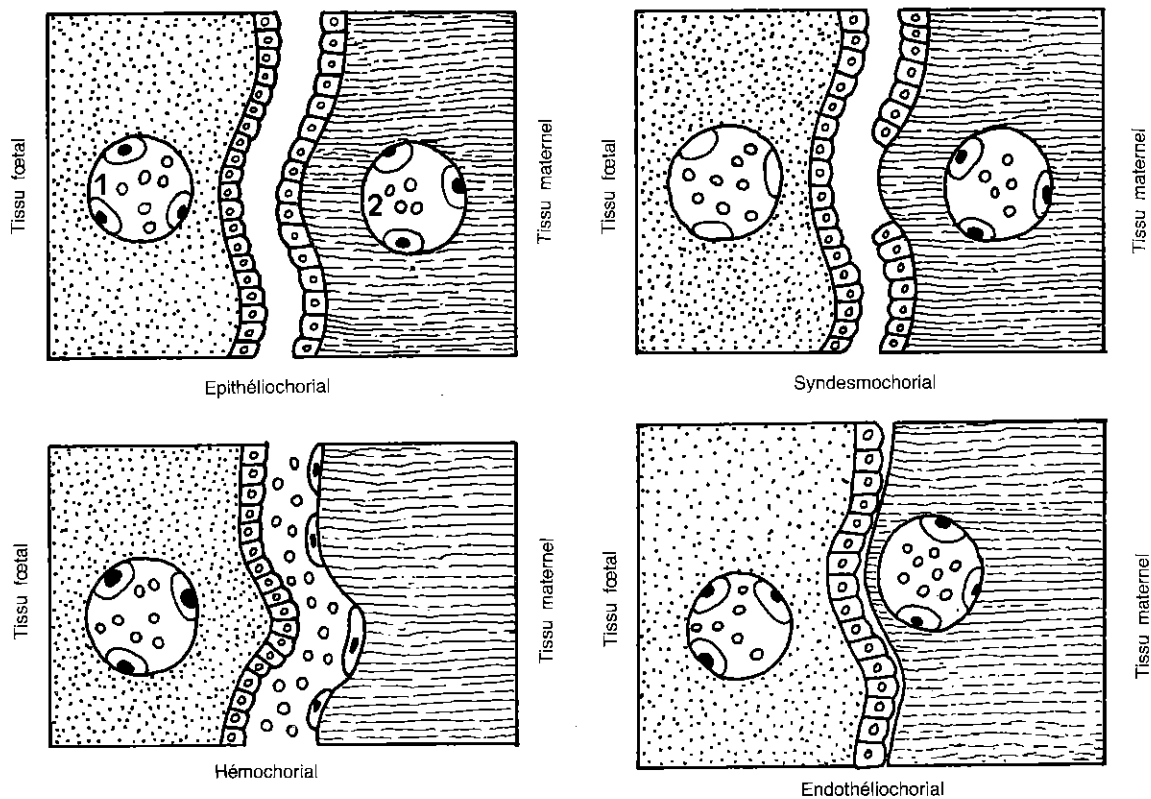 Tissu fœtal
1
2
Tissu maternel
Epithéliochorial
Tissu fœtal
Tissu maternel
Syndesmochorial
Tissu fœtal
Tissu maternel
Hémochorial
Tissu fœtal
Tissu maternel
Endothéliochorial